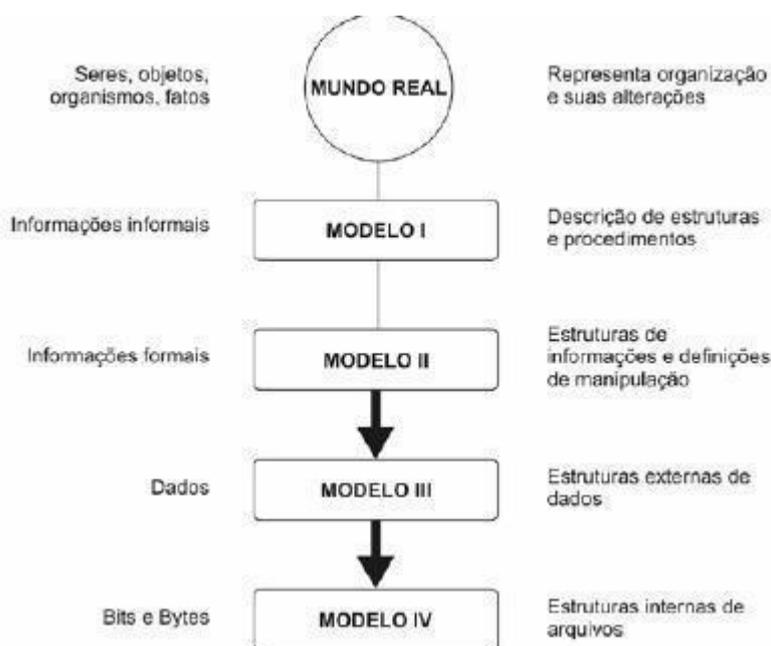 Seres, objetos,
organismos, fatos
MUNDO REAL
Representa organização
e suas alterações
Informações informais
MODELO I
Descrição de estruturas
e procedimentos
Informações formais
MODELO II
Estruturas de
informações e definições
de manipulação
Dados
MODELO III
Estruturas externas de
dados
Bits e Bytes
MODELO IV
Estruturas internas de
arquivos